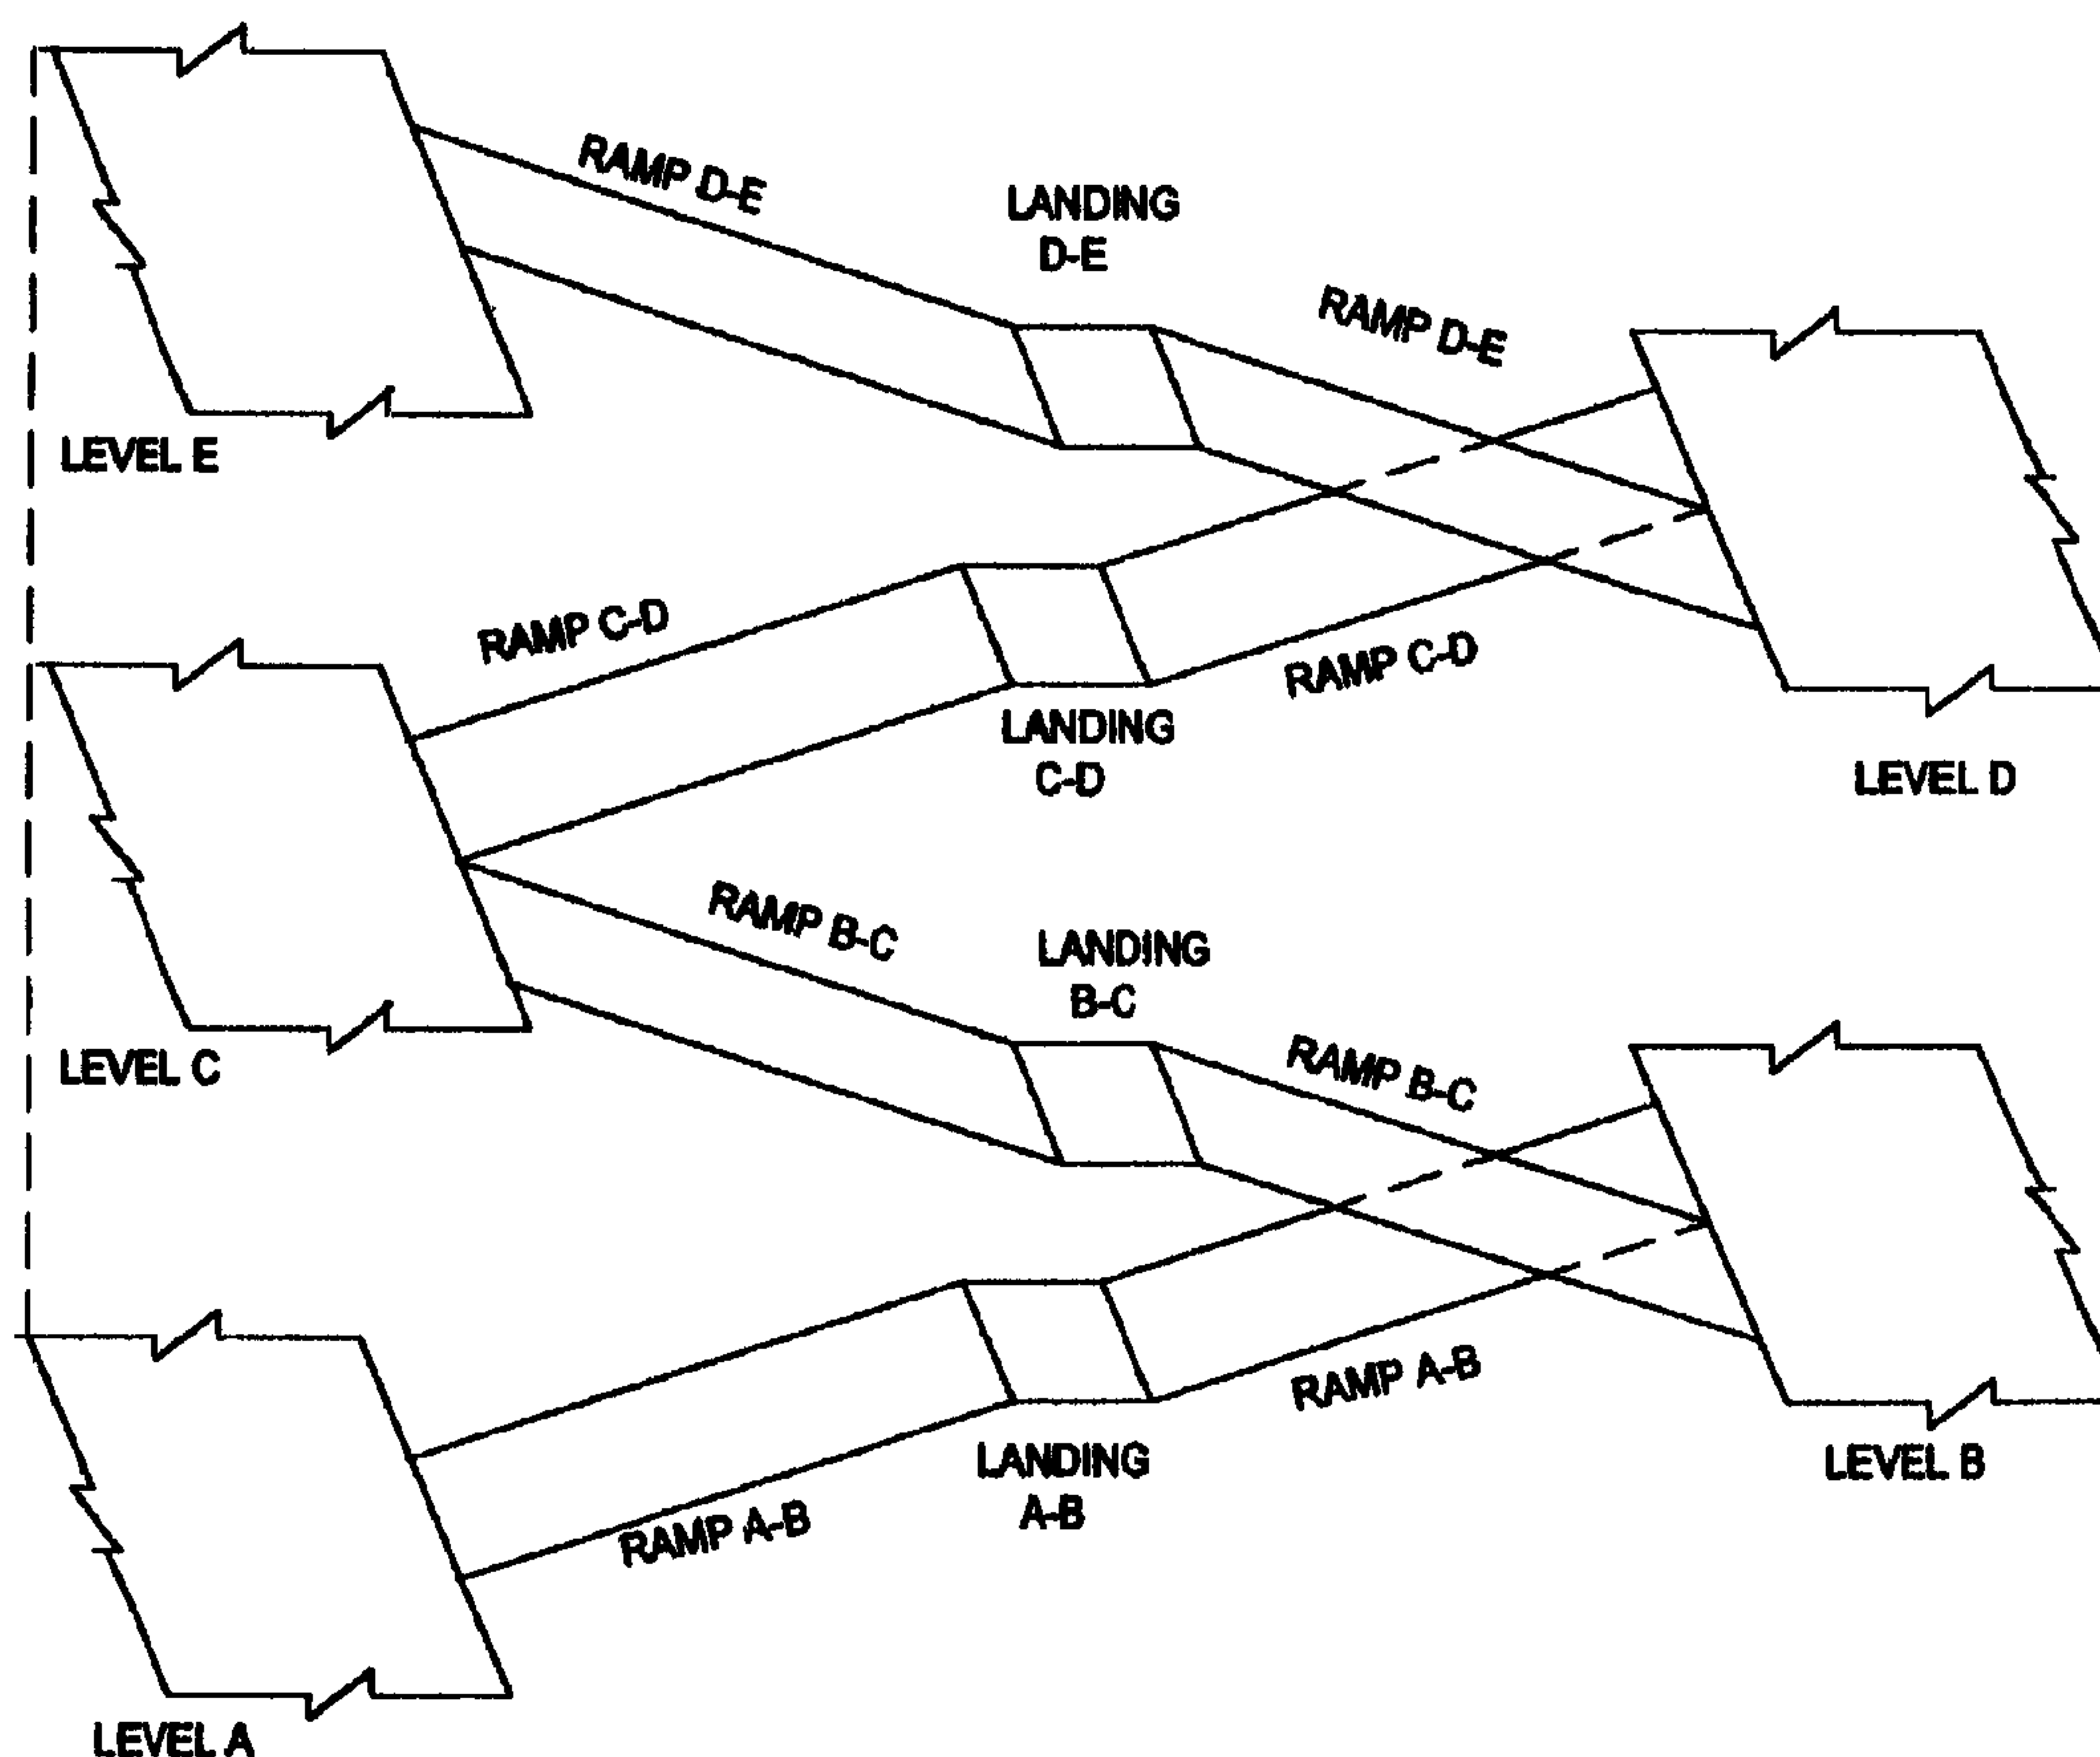 RAMP D-E
LANDING
D-E
RAMP D-E
LEVEL E
RAMP C-D
RAMP C-D
LANDING
C-D
LEVEL D
RAMP B-C
LANDING
B-C
RAMP B-C
LEVEL C
RAMP A-B
LANDING
A-B
LEVEL B
RAMP A-B
LEVEL A